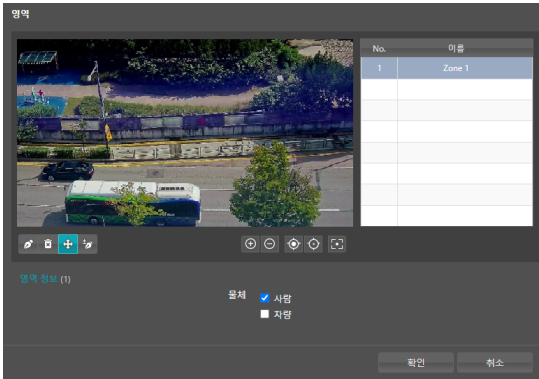 영역
No. 이름
1 Zone 1
영역 정보 (1)
물체 사람
차량
확인 취소